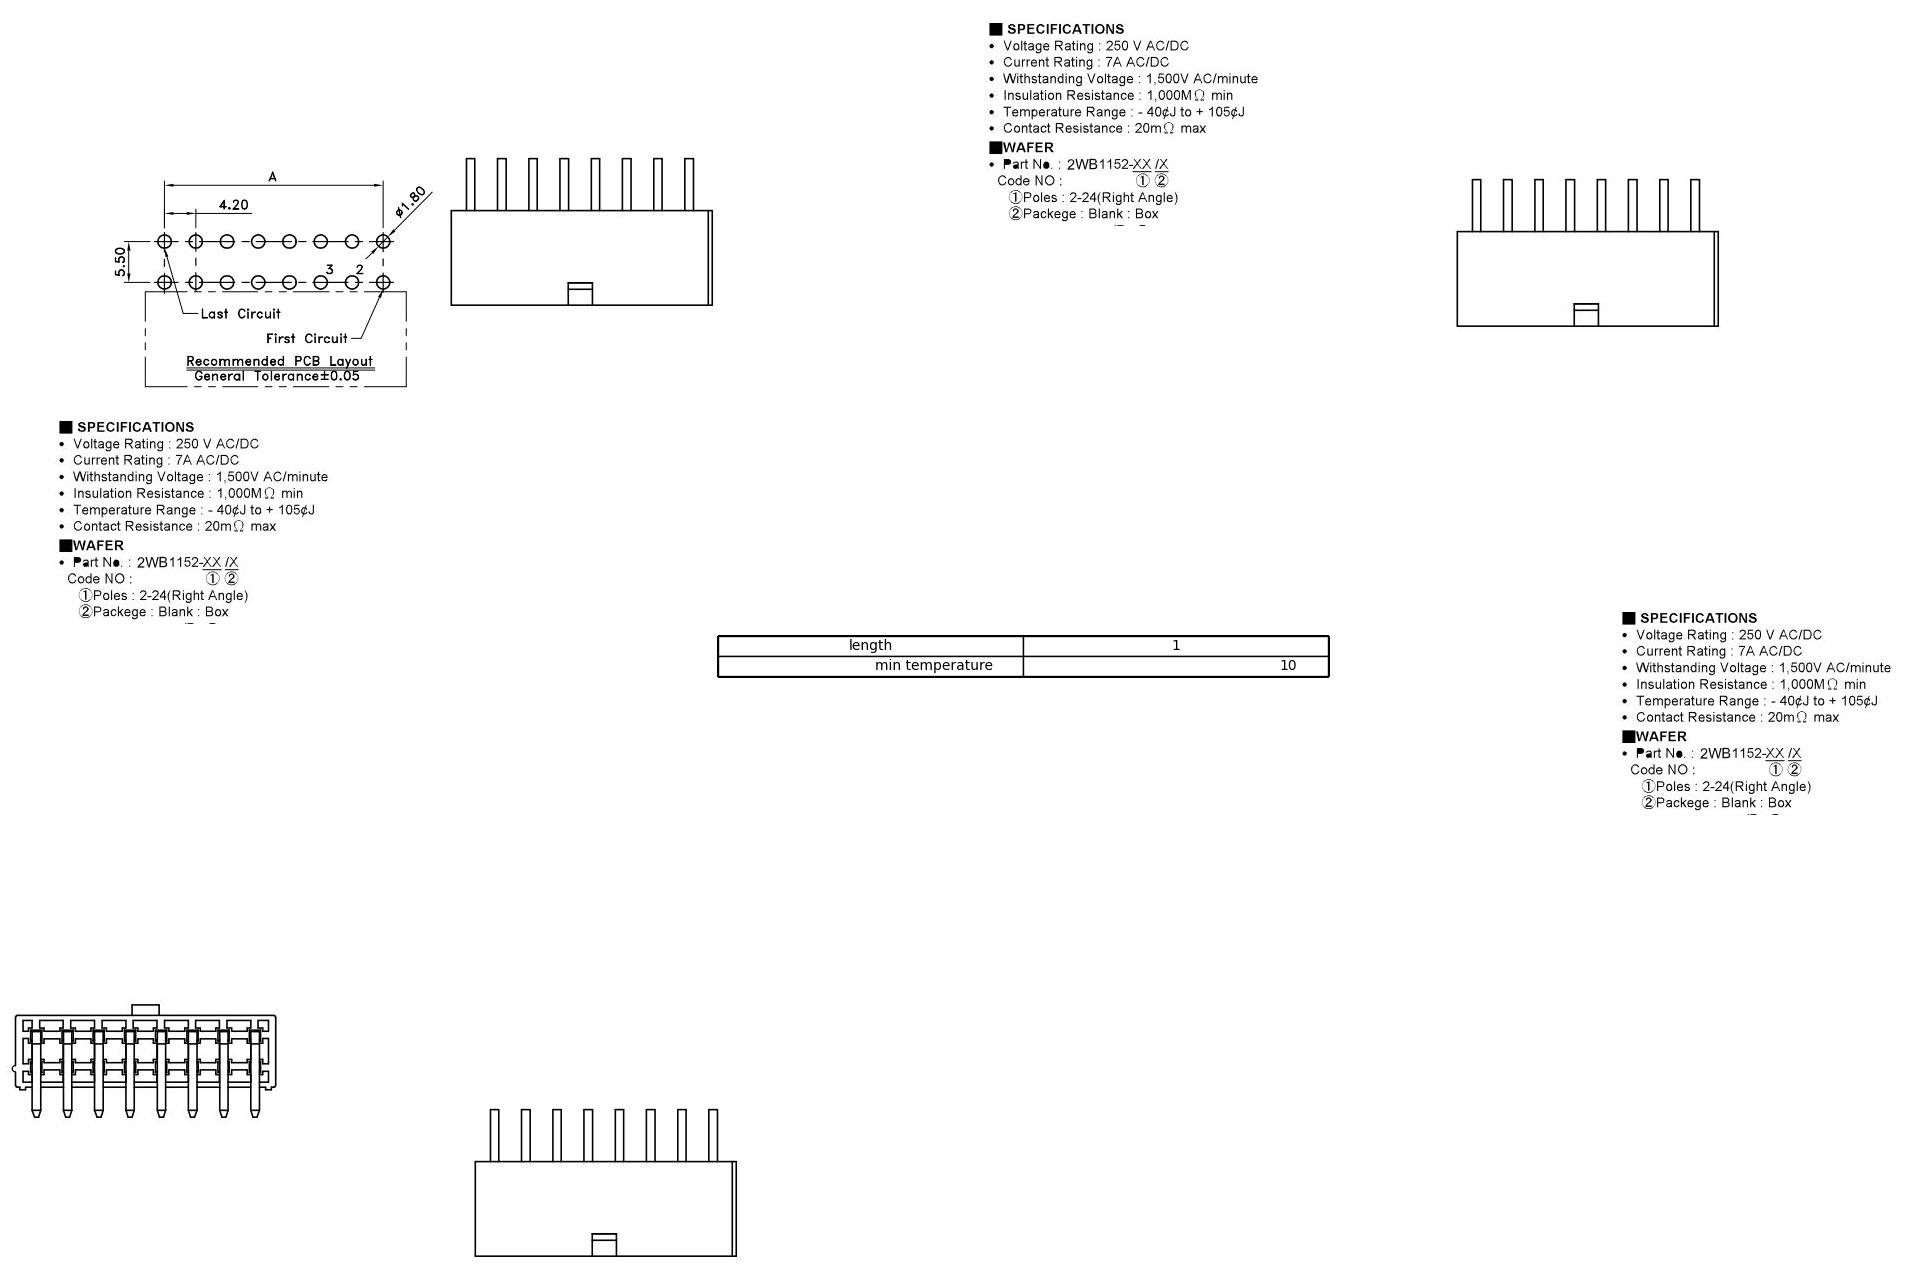 ■ SPECIFICATIONS
• Voltage Rating : 250 V AC/DC
• Current Rating : 7A AC/DC
• Withstanding Voltage : 1,500V AC/minute
• Insulation Resistance : 1,000MΩ min
• Temperature Range : - 40¢J to + 105¢J
• Contact Resistance : 20mΩ max
■WAFER
• Part No. : 2WB1152-XX /X
Code NO : ① ②
①Poles : 2-24(Right Angle)
②Packege : Blank : Box
A
4.20
ø1.80
5.50
3 2
Last Circuit
First Circuit
Recommended PCB Layout
General Tolerance±0.05
■ SPECIFICATIONS
• Voltage Rating : 250 V AC/DC
• Current Rating : 7A AC/DC
• Withstanding Voltage : 1,500V AC/minute
• Insulation Resistance : 1,000MΩ min
• Temperature Range : - 40¢J to + 105¢J
• Contact Resistance : 20mΩ max
■WAFER
• Part No. : 2WB1152-XX /X
Code NO : ① ②
①Poles : 2-24(Right Angle)
②Packege : Blank : Box
length 1
min temperature 10
■ SPECIFICATIONS
• Voltage Rating : 250 V AC/DC
• Current Rating : 7A AC/DC
• Withstanding Voltage : 1,500V AC/minute
• Insulation Resistance : 1,000MΩ min
• Temperature Range : - 40¢J to + 105¢J
• Contact Resistance : 20mΩ max
■WAFER
• Part No. : 2WB1152-XX /X
Code NO : ① ②
①Poles : 2-24(Right Angle)
②Packege : Blank : Box